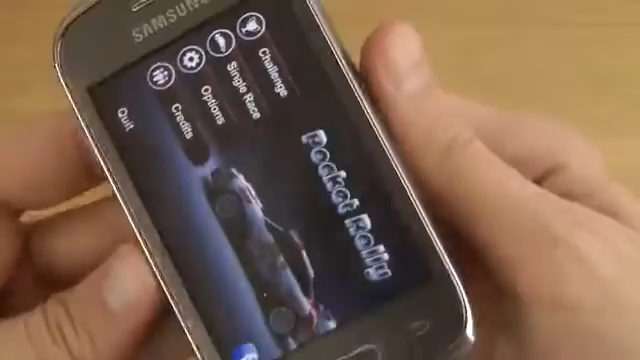 SAMSUNG
Pocket Rally
Challenge
Single Race
Options
Credits
Quit